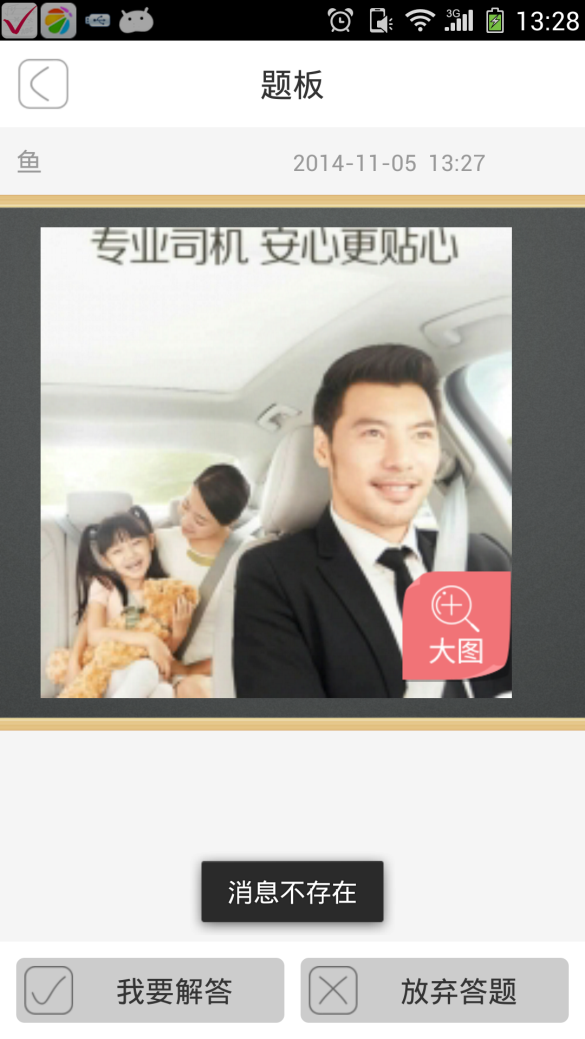 3G 13:28
题板
鱼 2014-11-05 13:27
专业司机 安心更贴心
大图
消息不存在
我要解答 放弃答题